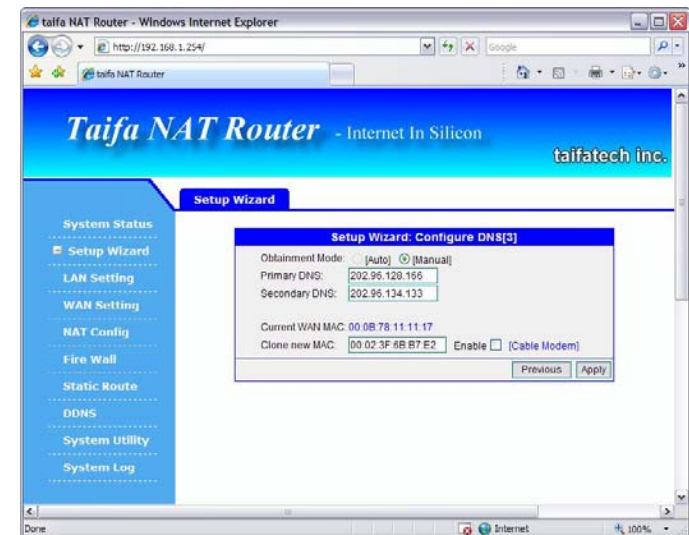 taifa NAT Router - Windows Internet Explorer
http://192.168.1.254/
Google
taifa NAT Router
Taifa NAT Router - Internet In Silicon
taifatech inc.
Setup Wizard
System Status
Setup Wizard
LAN Setting
WAN Setting
NAT Config
Fire Wall
Static Route
DDNS
System Utility
System Log
Setup Wizard: Configure DNS[3]
Obtainment Mode: [Auto] [Manual]
Primary DNS: 202.96.128.166
Secondary DNS: 202.96.134.133
Current WAN MAC: 00:0B:78:11:11:17
Clone new MAC: 00:02:3F:6B:B7:E2 Enable [Cable Modem]
Previous Apply
Done Internet 100%